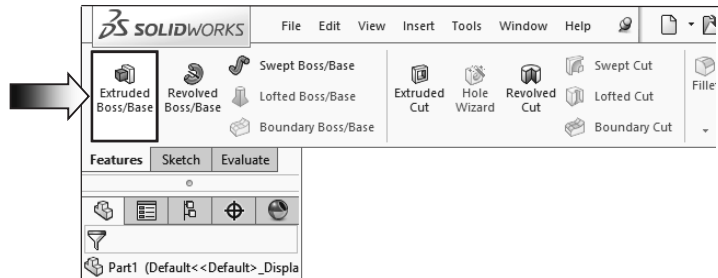 SOLIDWORKS File Edit View Insert Tools Window Help
Extruded Boss/Base
Revolved Boss/Base
Swept Boss/Base
Lofted Boss/Base
Boundary Boss/Base
Extruded Cut
Hole Wizard
Revolved Cut
Swept Cut
Lofted Cut
Boundary Cut
Features Sketch Evaluate
Part1 (Default<<Default>_Displa